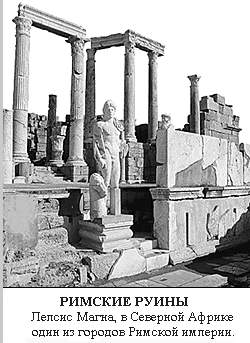 РИМСКИЕ РУИНЫ
Лепсис Магна, в Северной Африке
один из городов Римской империи.